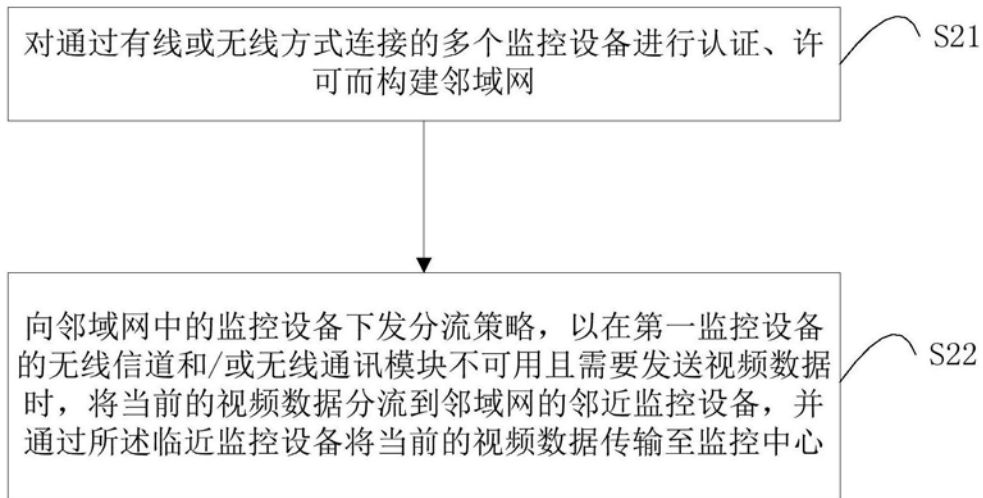 对通过有线或无线方式连接的多个监控设备进行认证、许
可而构建邻域网
S21
向邻域网中的监控设备下发分流策略，以在第一监控设备
的无线信道和/或无线通讯模块不可用且需要发送视频数据
时，将当前的视频数据分流到邻域网的邻近监控设备，并
通过所述临近监控设备将当前的视频数据传输至监控中心
S22